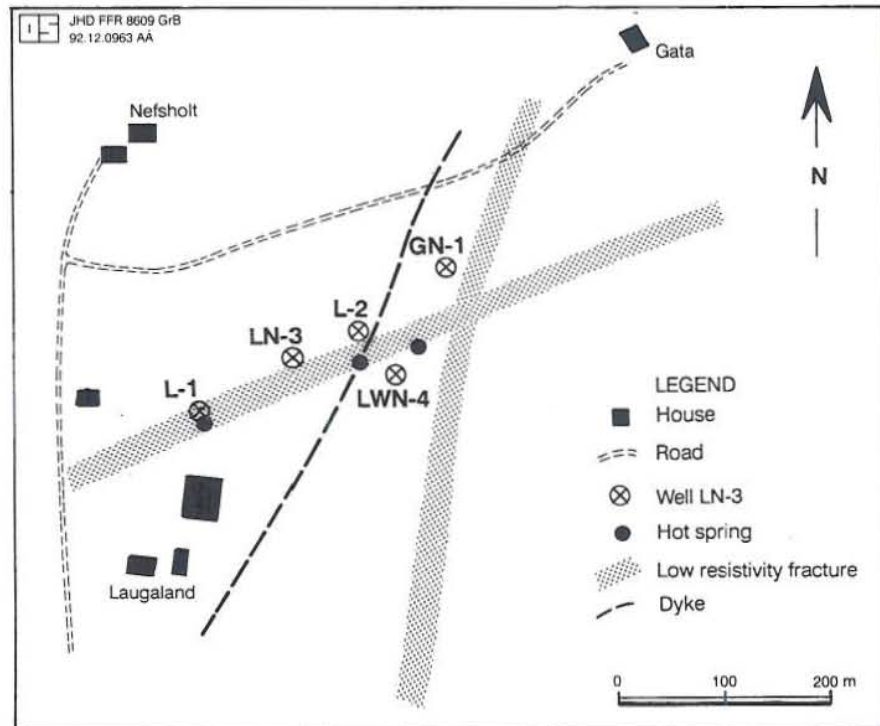 JHD FFR 8609 GrB
92.12.0963 AÁ
Gata
Nefsholt
N
GN-1
L-2
LN-3
LWN-4
L-1
Laugaland
LEGEND
House
Road
Well LN-3
Hot spring
Low resistivity fracture
Dyke
0 100 200 m